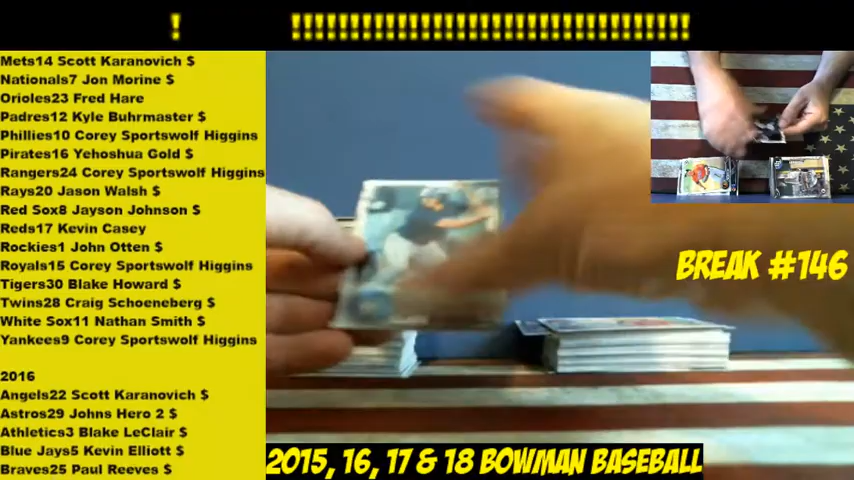 ! !!!!!!!!!!!!!!!!!!!!!!!!!!!!!!!!!!!!!!!!!!!!!!!!!!
Mets14 Scott Karanovich $
Nationals7 Jon Morine $
Orioles23 Fred Hare
Padres12 Kyle Buhrmaster $
Phillies10 Corey Sportswolf Higgins
Pirates16 Yehoshua Gold $
Rangers24 Corey Sportswolf Higgins
Rays20 Jason Walsh $
Red Sox8 Jayson Johnson $
Reds17 Kevin Casey
Rockies1 John Otten $
Royals15 Corey Sportswolf Higgins
Tigers30 Blake Howard $
Twins28 Craig Schoeneberg $
White Sox11 Nathan Smith $
Yankees9 Corey Sportswolf Higgins
2016
Angels22 Scott Karanovich $
Astros29 Johns Hero 2 $
Athletics3 Blake LeClair $
Blue Jays5 Kevin Elliott $
Braves25 Paul Reeves $
BREAK #146
2015, 16, 17 & 18 BOWMAN BASEBALL